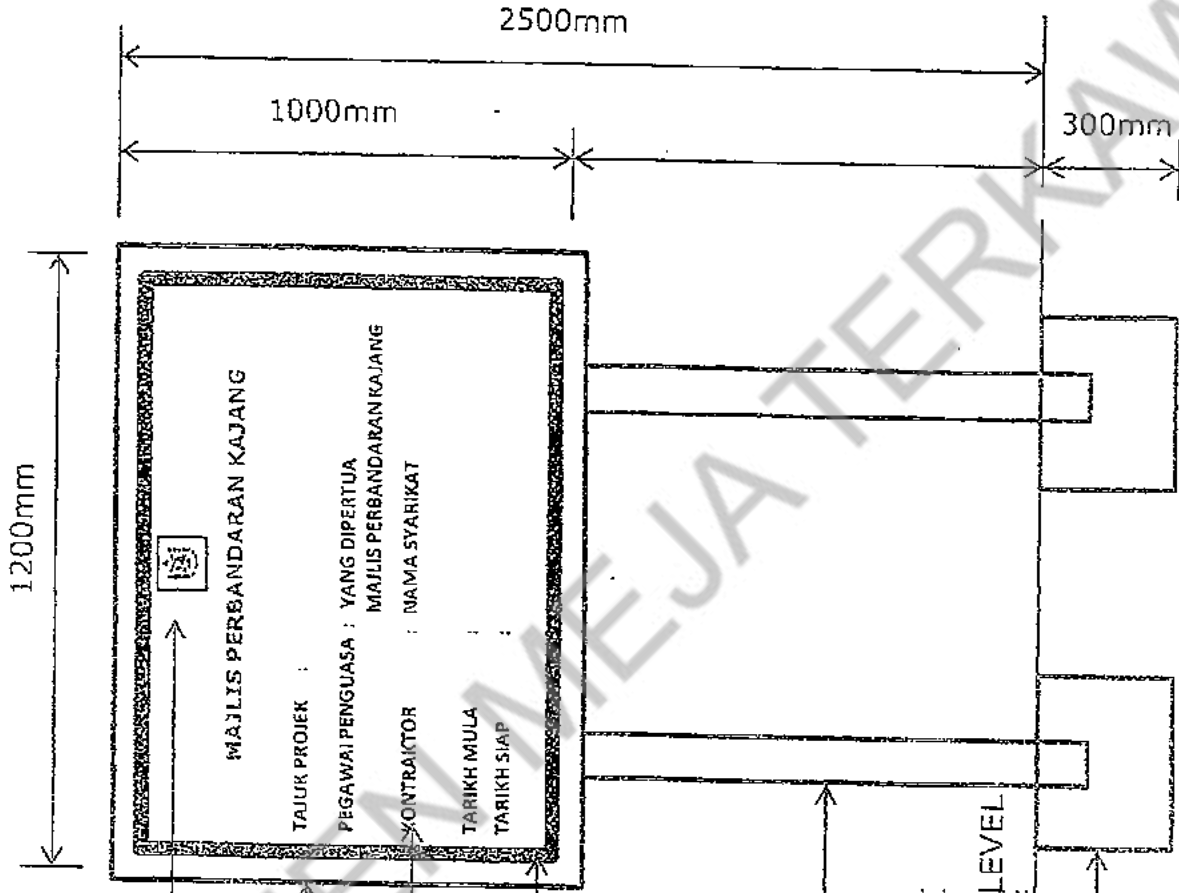 2500mm
1000mm
300mm
1200mm
MAJLIS PERBANDARAN KAJANG
TAJUK PROJEK :
PEGAWAI PENGUASA : YANG DIPERTUA
MAJLIS PERBANDARAN KAJANG
KONTRAKTOR : NAMA SYARIKAT
TARIKH MULA :
TARIKH SIAP :
LEVEL
MEJA